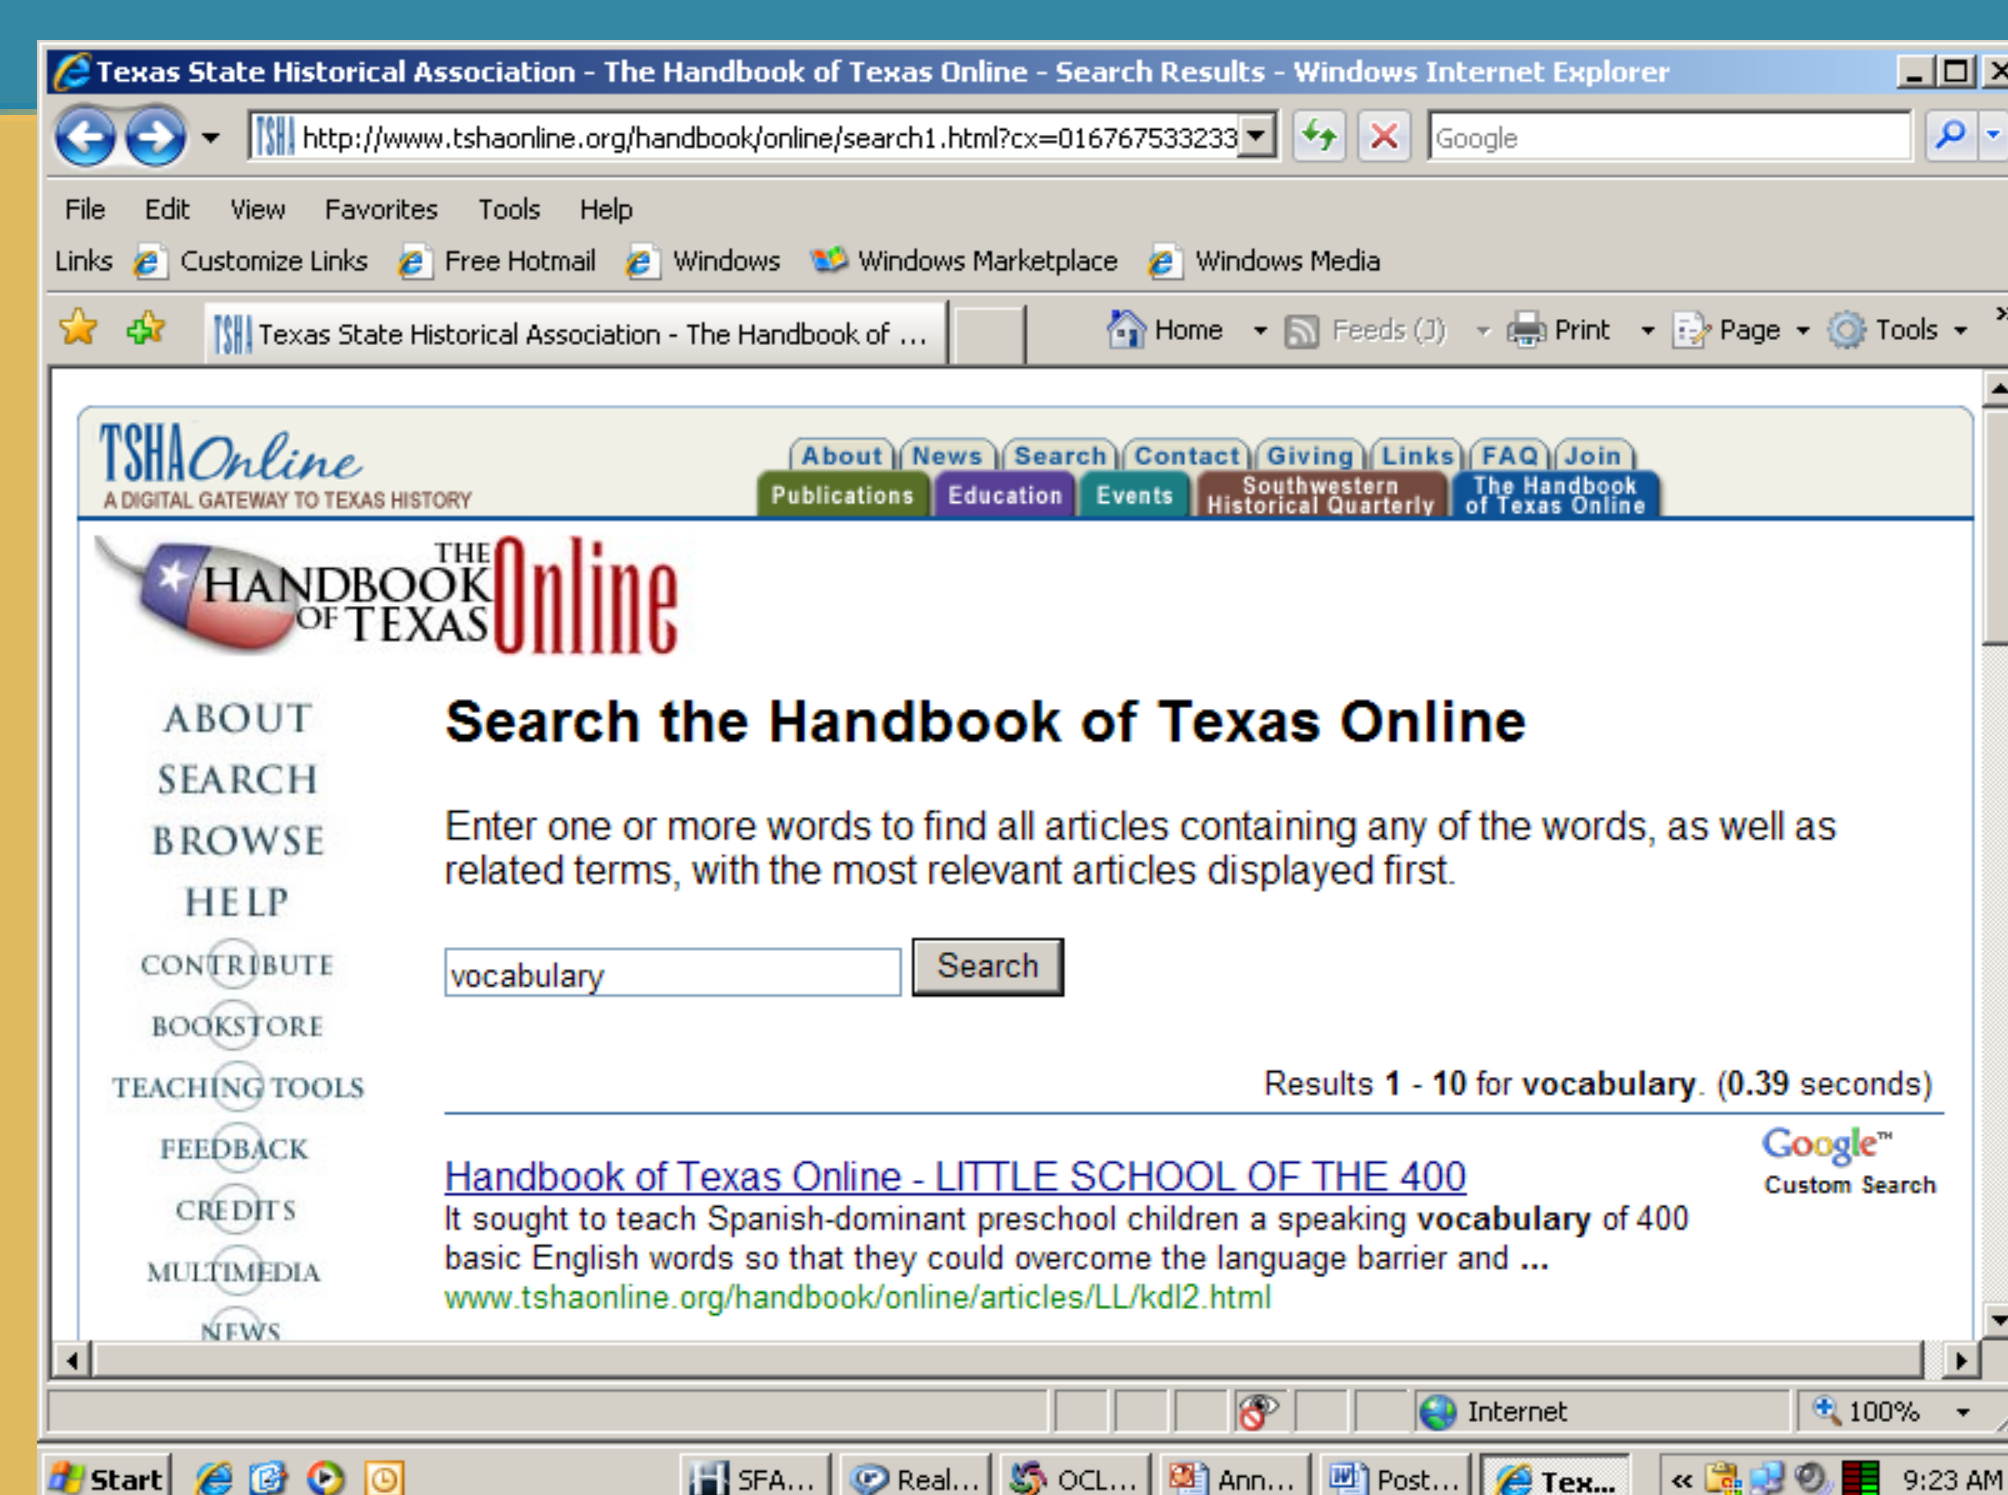 Texas State Historical Association - The Handbook of Texas Online - Search Results - Windows Internet Explorer
TSHA http://www.tshaonline.org/handbook/online/search1.html?cx=016767533233 Google
File Edit View Favorites Tools Help
Links Customize Links Free Hotmail Windows Windows Marketplace Windows Media
TSHA Texas State Historical Association - The Handbook of ... Home Feeds (J) Print Page Tools »
TSHA Online
A DIGITAL GATEWAY TO TEXAS HISTORY
About News Search Contact Giving Links FAQ Join
Publications Education Events Southwestern Historical Quarterly The Handbook of Texas Online
THE HANDBOOK OF TEXAS Online
ABOUT
SEARCH
BROWSE
HELP
CONTRIBUTE
BOOKSTORE
TEACHING TOOLS
FEEDBACK
CREDITS
MULTIMEDIA
NEWS
Search the Handbook of Texas Online
Enter one or more words to find all articles containing any of the words, as well as
related terms, with the most relevant articles displayed first.
vocabulary Search
Results 1 - 10 for vocabulary. (0.39 seconds)
Google™
Custom Search
Handbook of Texas Online - LITTLE SCHOOL OF THE 400
It sought to teach Spanish-dominant preschool children a speaking vocabulary of 400
basic English words so that they could overcome the language barrier and ...
www.tshaonline.org/handbook/online/articles/LL/kdl2.html
Internet 100%
Start SFA... Real... OCL... Ann... Post... Tex... « 9:23 AM